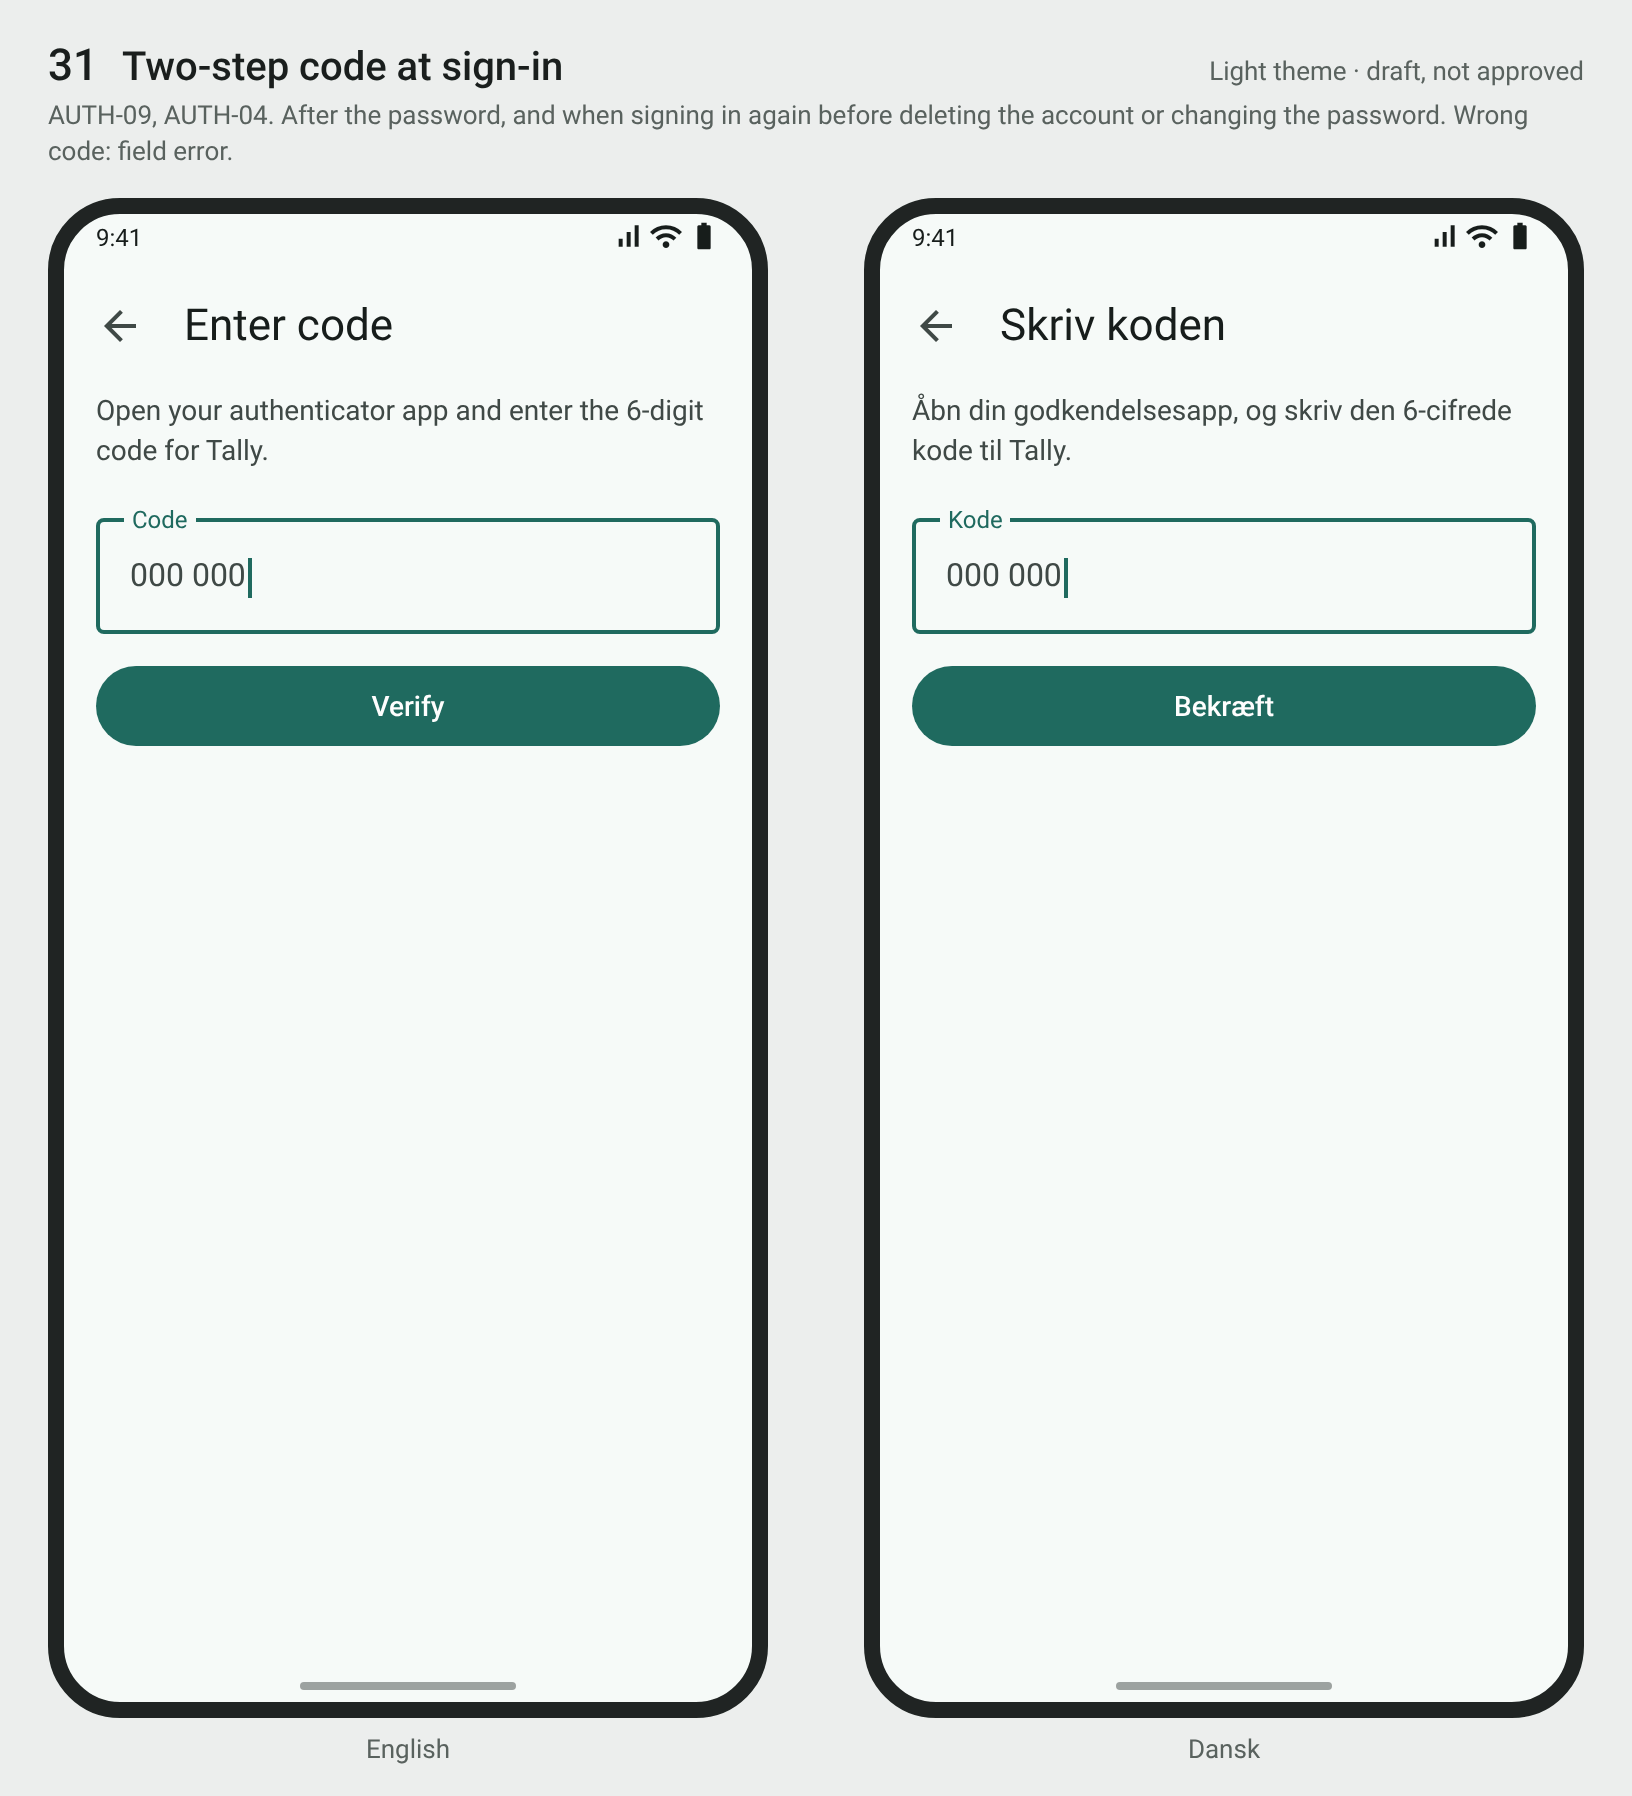 31 Two-step code at sign-in
Light theme · draft, not approved
AUTH-09, AUTH-04. After the password, and when signing in again before deleting the account or changing the password. Wrong
code: field error.
9:41
Enter code
Open your authenticator app and enter the 6-digit
code for Tally.
Code
000 000
Verify
English
9:41
Skriv koden
Åbn din godkendelsesapp, og skriv den 6-cifrede
kode til Tally.
Kode
000 000
Bekræft
Dansk